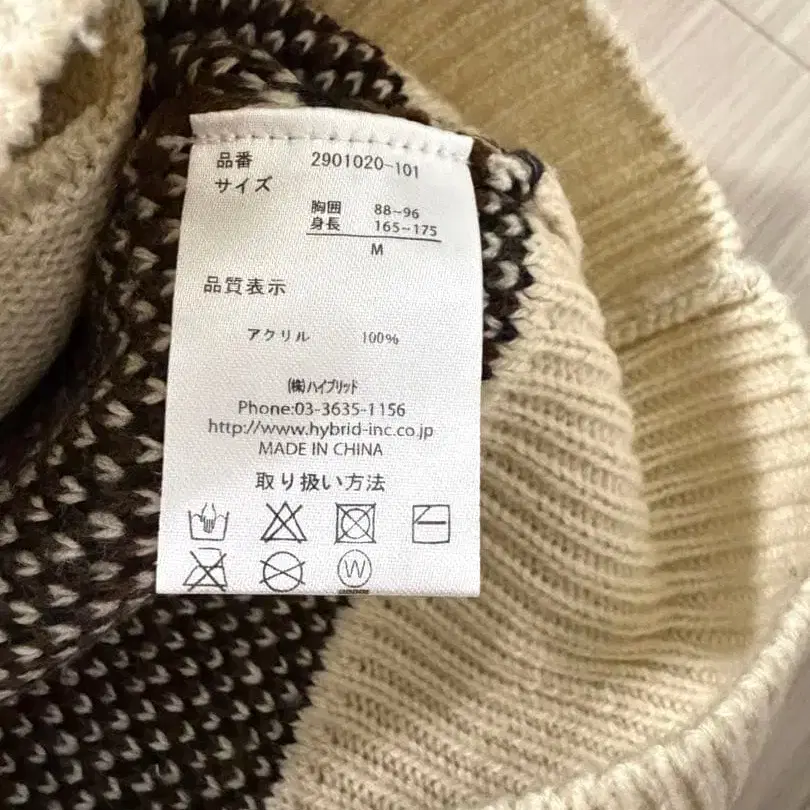 品番 2901020-101
サイズ
胸囲 88~96
身長 165~175
M
品質表示
アクリル 100%
(株)ハイブリッド
Phone:03-3635-1156
http://www.hybrid-inc.co.jp
MADE IN CHINA
取り扱い方法
W